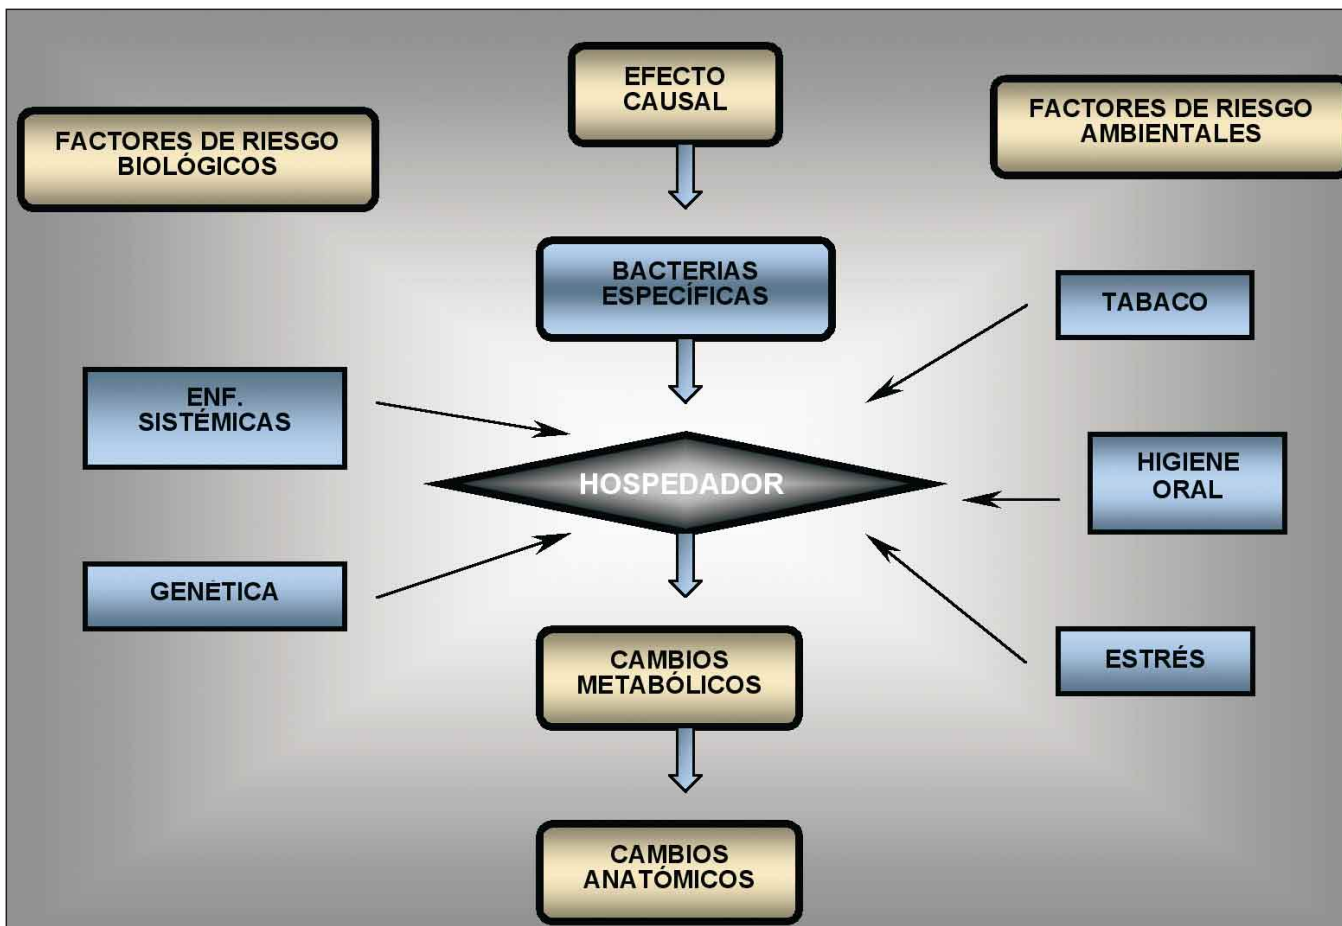 EFECTO
CAUSAL
FACTORES DE RIESGO
BIOLÓGICOS
FACTORES DE RIESGO
AMBIENTALES
BACTERIAS
ESPECÍFICAS
TABACO
ENF.
SISTÉMICAS
HOSPEDADOR
HIGIENE
ORAL
GENÉTICA
ESTRÉS
CAMBIOS
METABÓLICOS
CAMBIOS
ANATÓMICOS